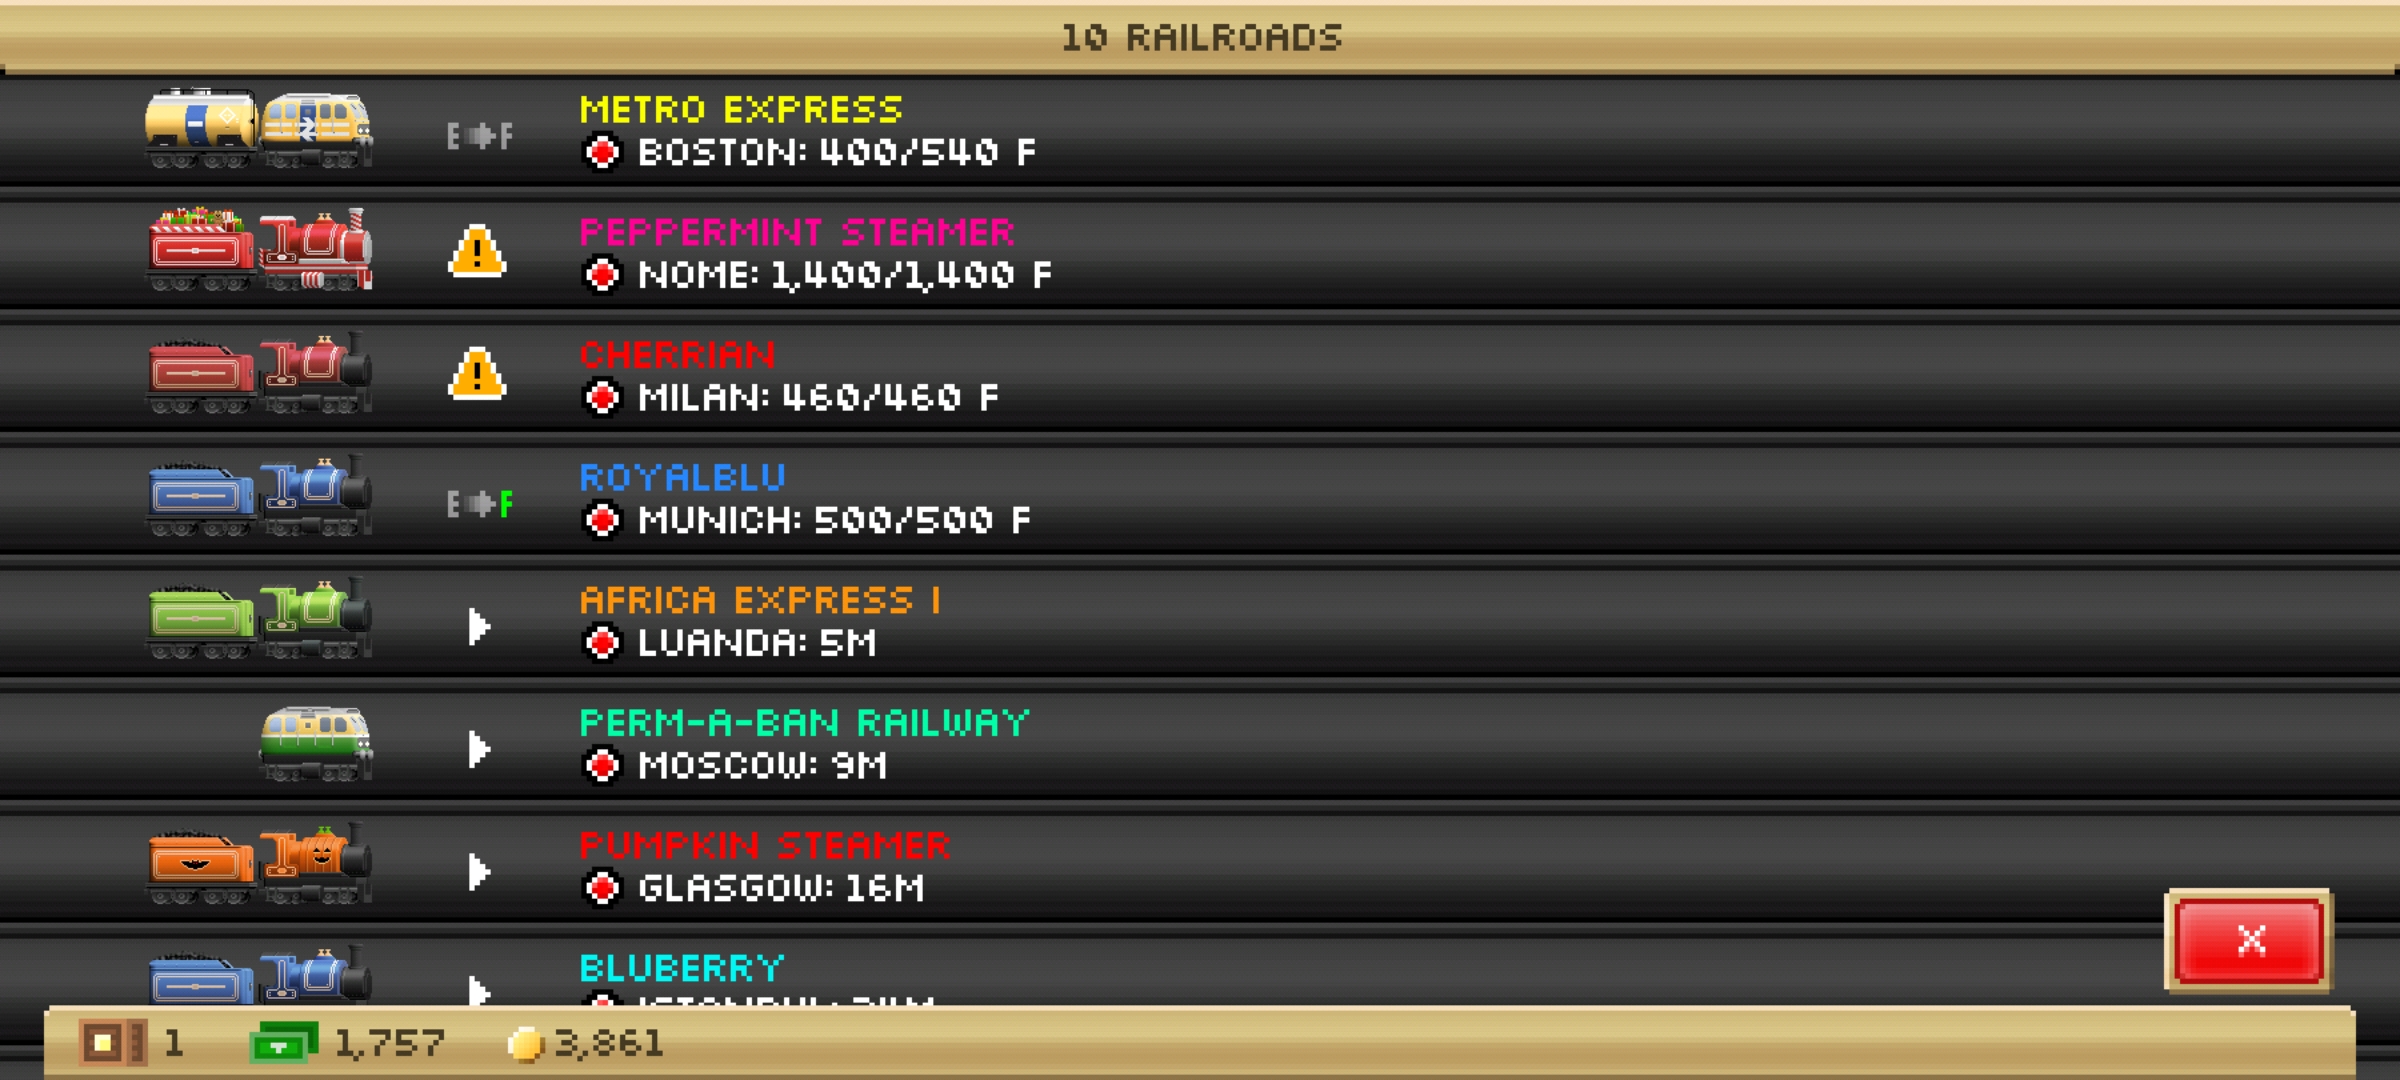 10 RAILROADS
METRO EXPRESS
E F BOSTON: 400/540 F
PEPPERMINT STEAMER
! NOME: 1,400/1,400 F
CHERRIAN
! MILAN: 460/460 F
ROYALBLU
E F MUNICH: 500/500 F
AFRICA EXPRESS I
LUANDA: 5M
PERM-A-BAN RAILWAY
MOSCOW: 9M
PUMPKIN STEAMER
GLASGOW: 16M
X
BLUBERRY
1 1,757 3,861